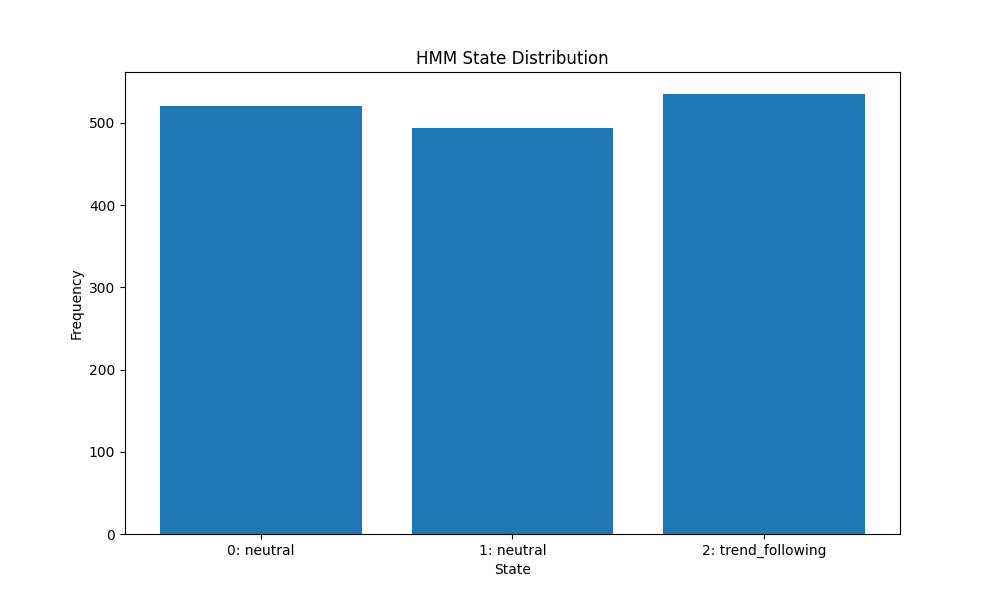 HMM State Distribution
Frequency
500
400
300
200
100
0
0: neutral
1: neutral
2: trend_following
State